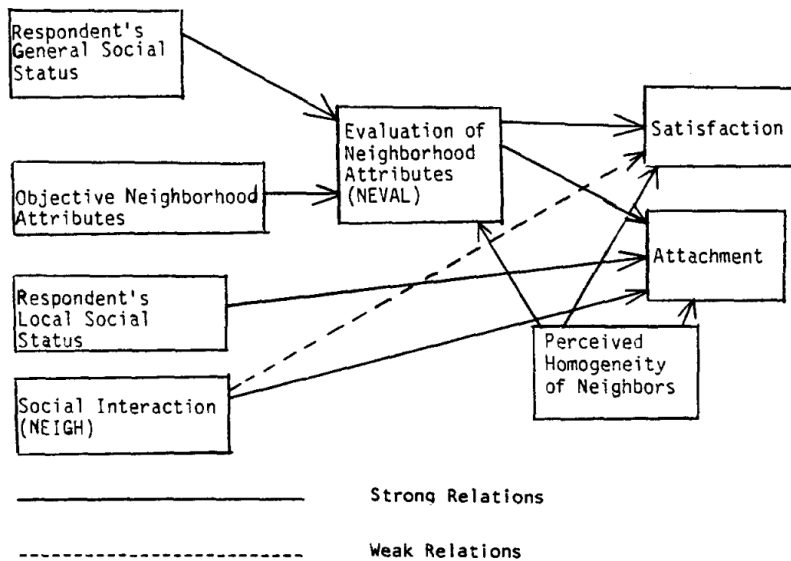 Respondent's
General Social
Status
Evaluation of
Neighborhood
Attributes
(NEVAL)
Satisfaction
Objective Neighborhood
Attributes
Attachment
Respondent's
Local Social
Status
Perceived
Homogeneity
of Neighbors
Social Interaction
(NEIGH)
Strong Relations
Weak Relations